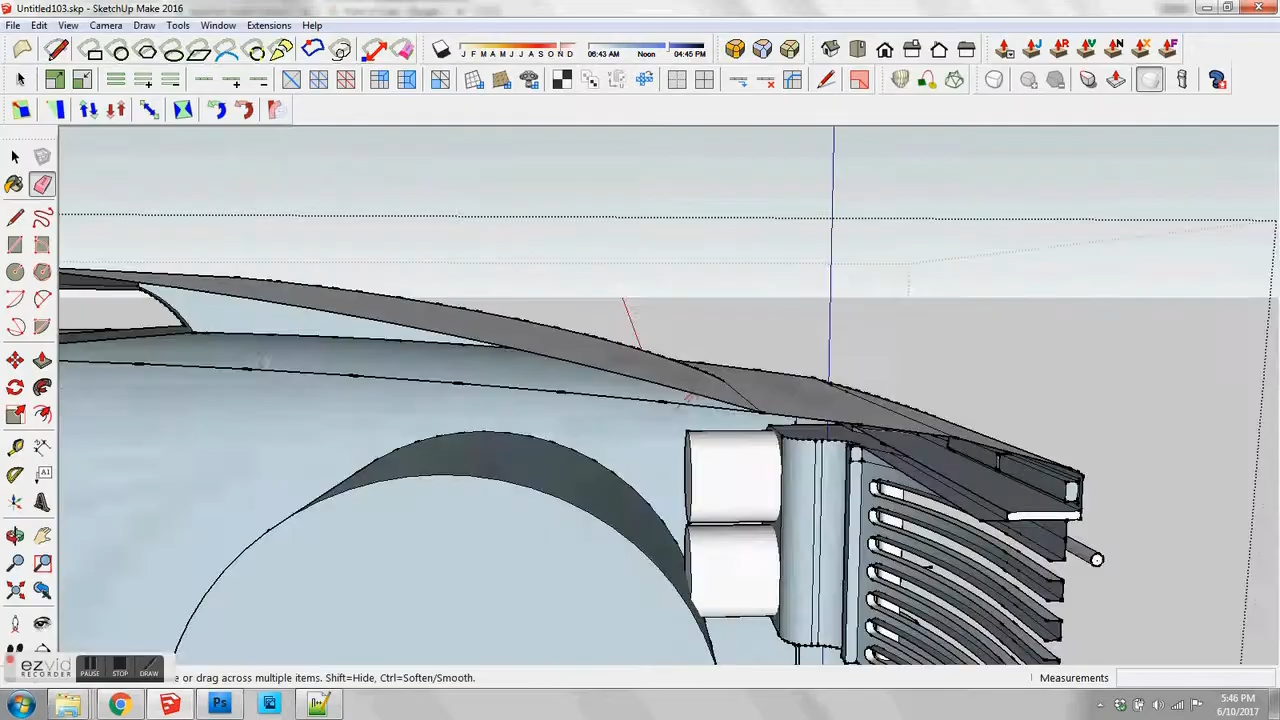 Untitled103.skp - SketchUp Make 2016
File Edit View Camera Draw Tools Window Extensions Help
J F M A M J J A S O N D 06:43 AM Noon 04:45 PM
J R V N X F
A1
ezvid
RECORDER
PAUSE STOP DRAW
e or drag across multiple items. Shift=Hide, Ctrl=Soften/Smooth.
Measurements
Ps
5:46 PM
6/10/2017